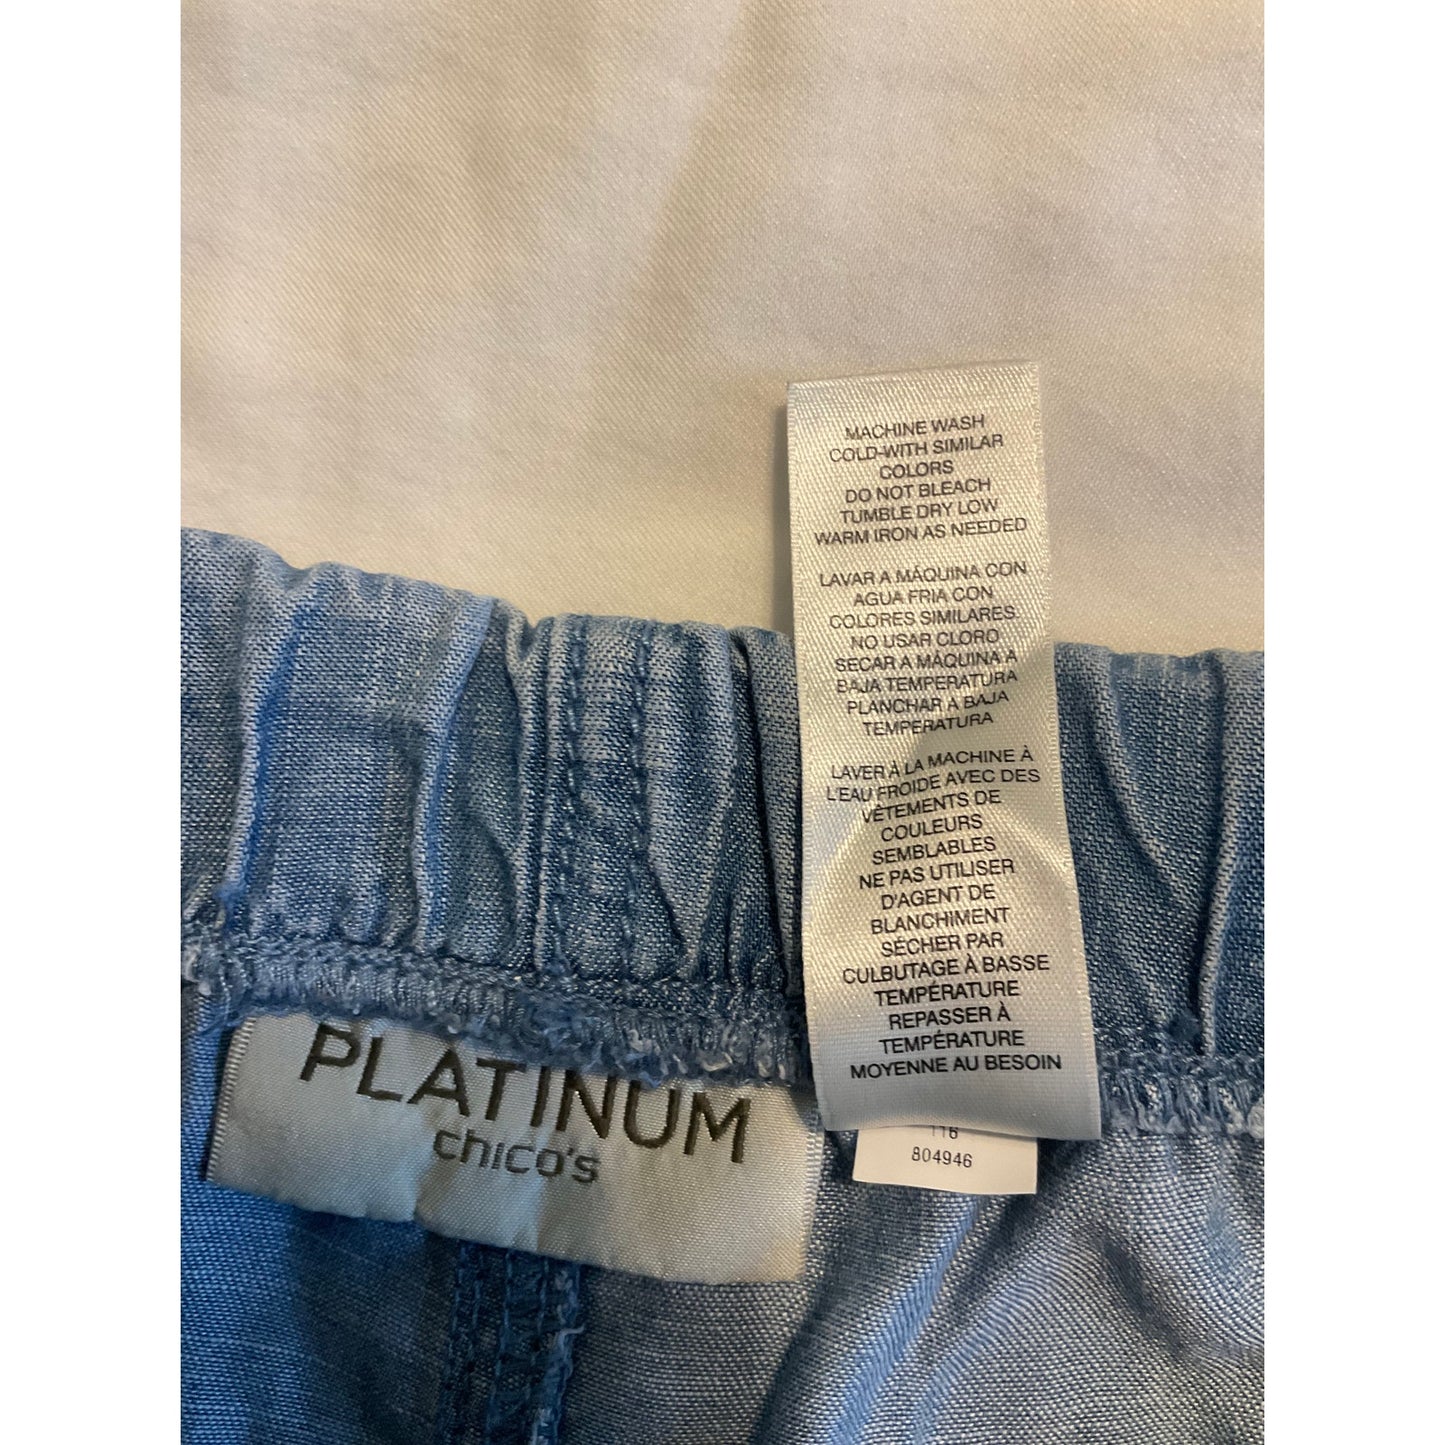 MACHINE WASH
COLD-WITH SIMILAR
COLORS
DO NOT BLEACH
TUMBLE DRY LOW
WARM IRON AS NEEDED
LAVAR A MÁQUINA CON
AGUA FRIA CON
COLORES SIMILARES
NO USAR CLORO
SECAR A MÁQUINA A
BAJA TEMPERATURA
PLANCHAR A BAJA
TEMPERATURA
LAVER À LA MACHINE À
L'EAU FROIDE AVEC DES
VÊTEMENTS DE
COULEURS
SEMBLABLES
NE PAS UTILISER
D'AGENT DE
BLANCHIMENT
SÉCHER PAR
CULBUTAGE À BASSE
TEMPÉRATURE
REPASSER À
TEMPÉRATURE
MOYENNE AU BESOIN
PLATINUM
chico's
804946